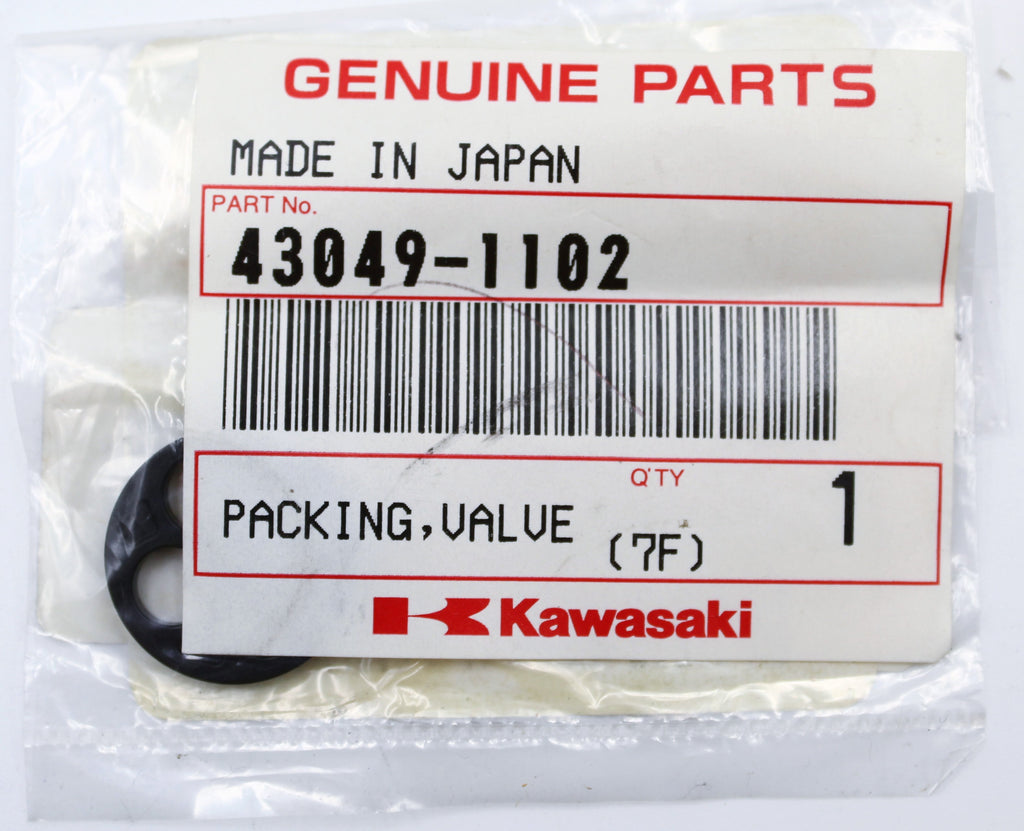 GENUINE PARTS
MADE IN JAPAN
PART No.
43049-1102
Q'TY
PACKING,VALVE (7F) 1
Kawasaki